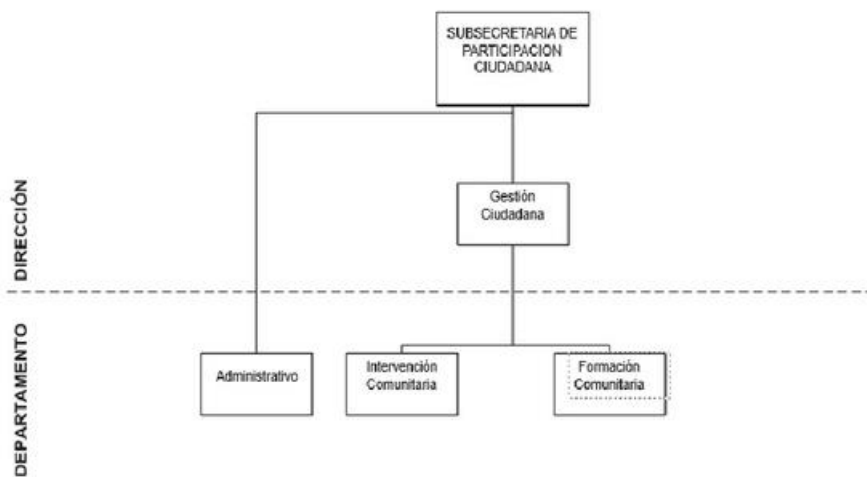 SUBSECRETARIA DE
PARTICIPACION
CIUDADANA
DIRECCIÓN
Gestión
Ciudadana
DEPARTAMENTO
Administrativo
Intervención
Comunitaria
Formación
Comunitaria